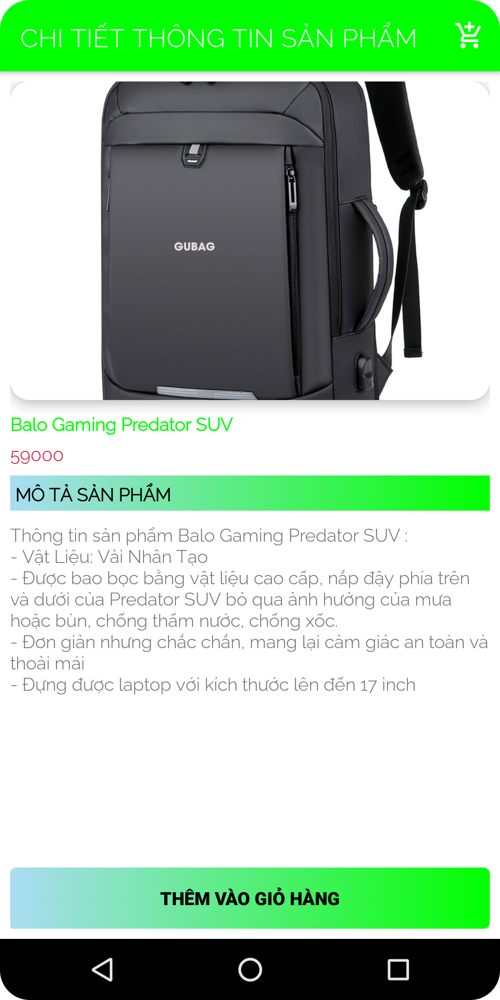 CHI TIẾT THÔNG TIN SẢN PHẨM
classic
GUBAG
Balo Gaming Predator SUV
59000
MÔ TẢ SẢN PHẨM
Thông tin sản phẩm Balo Gaming Predator SUV :
- Vật Liệu: Vải Nhân Tạo
- Được bao bọc bằng vật liệu cao cấp, nắp đậy phía trên
và dưới của Predator SUV bỏ qua ảnh hưởng của mưa
hoặc bùn, chống thấm nước, chống xốc.
- Đơn giản nhưng chắc chắn, mang lại cảm giác an toàn và
thoải mái
- Đựng được laptop với kích thước lên đến 17 inch
THÊM VÀO GIỎ HÀNG